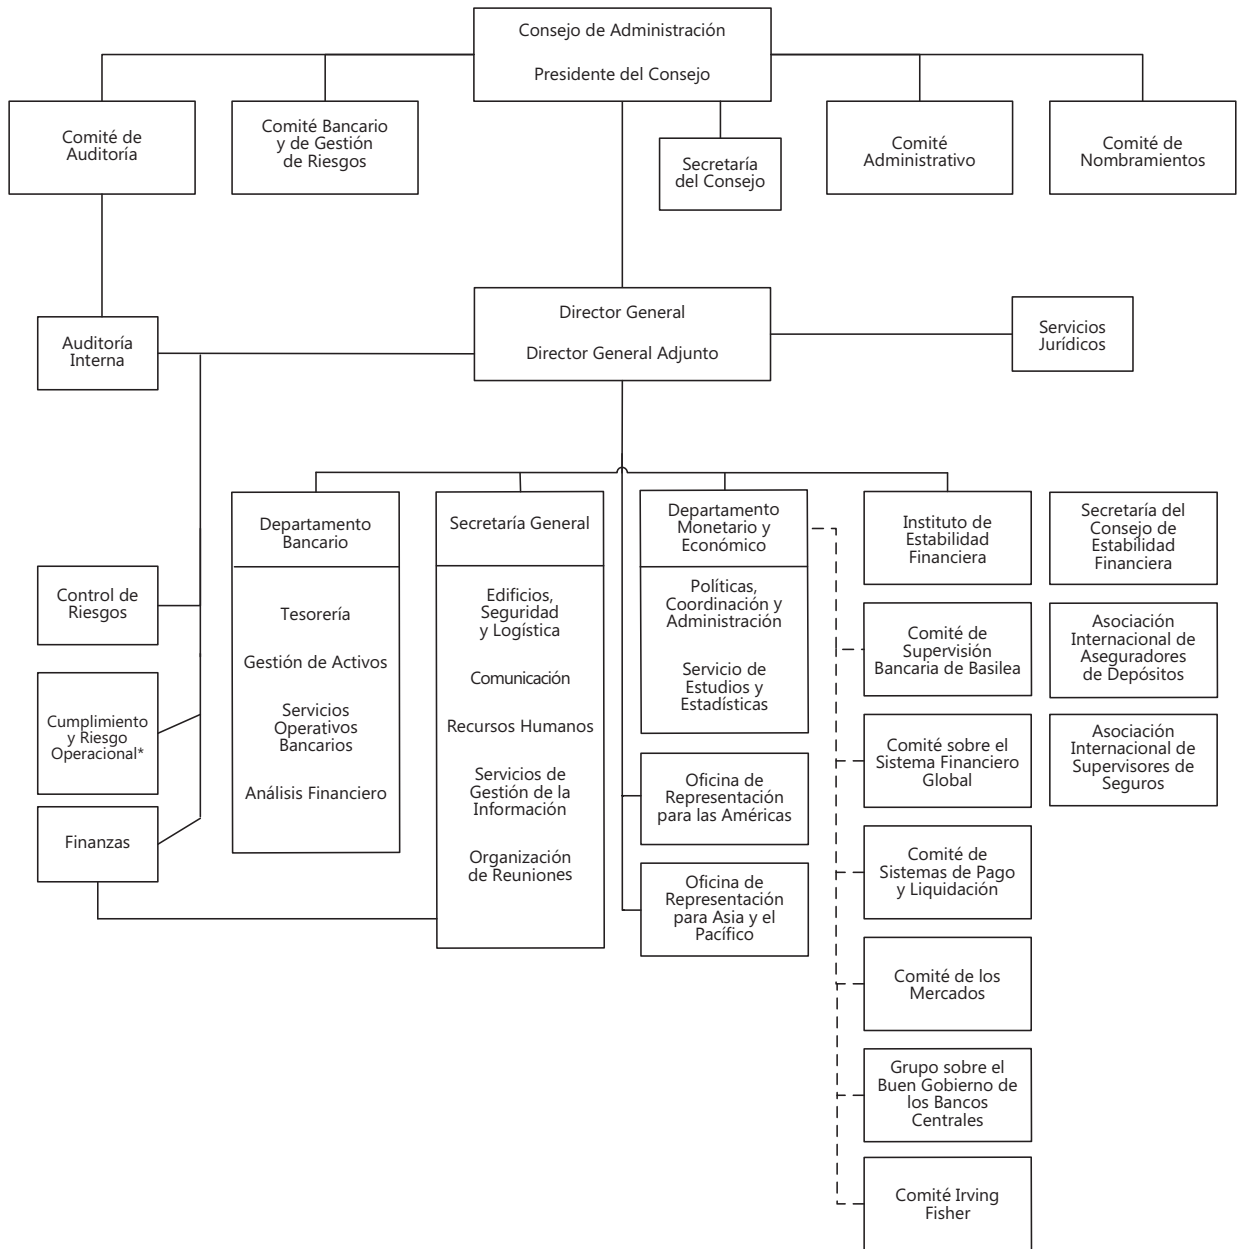 Consejo de Administración
Presidente del Consejo
Comité de
Auditoría
Comité Bancario
y de Gestión
de Riesgos
Secretaría
del Consejo
Comité
Administrativo
Comité de
Nombramientos
Auditoría
Interna
Director General
Director General Adjunto
Servicios
Jurídicos
Control de
Riesgos
Cumplimiento
y Riesgo
Operacional*
Finanzas
Departamento
Bancario
Tesorería
Gestión de Activos
Servicios
Operativos
Bancarios
Análisis Financiero
Secretaría General
Edificios,
Seguridad
y Logística
Comunicación
Recursos Humanos
Servicios de
Gestión de la
Información
Organización
de Reuniones
Departamento
Monetario y
Económico
Políticas,
Coordinación y
Administración
Servicio de
Estudios y
Estadísticas
Oficina de
Representación
para las Américas
Oficina de
Representación
para Asia y el
Pacífico
Instituto de
Estabilidad
Financiera
Comité de
Supervisión
Bancaria de Basilea
Comité sobre el
Sistema Financiero
Global
Comité de
Sistemas de Pago
y Liquidación
Comité de los
Mercados
Grupo sobre el
Buen Gobierno de
los Bancos
Centrales
Comité Irving
Fisher
Secretaría del
Consejo de
Estabilidad
Financiera
Asociación
Internacional de
Aseguradores
de Depósitos
Asociación
Internacional de
Supervisores de
Seguros